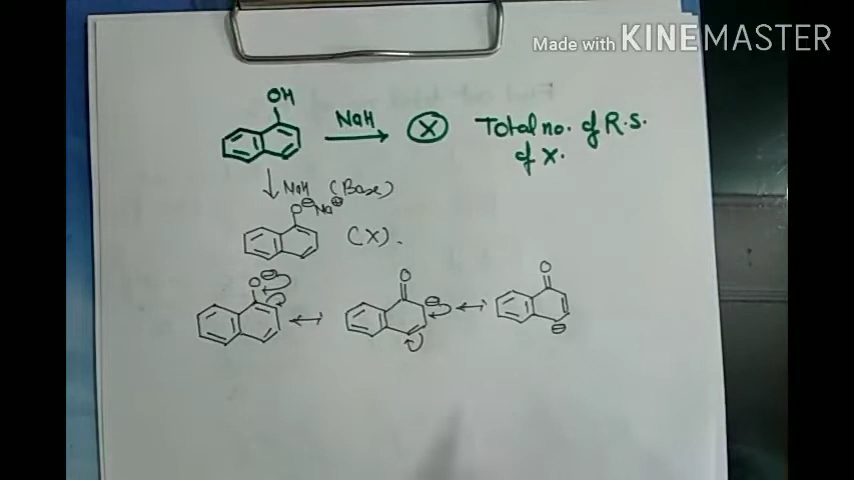 Made with KINEMASTER
OH
NaH
X
Total no. of R.S.
of X.
NaH (Base)
O⊖ Na⊕
(X).
O⊖
O
⊖
O
⊖